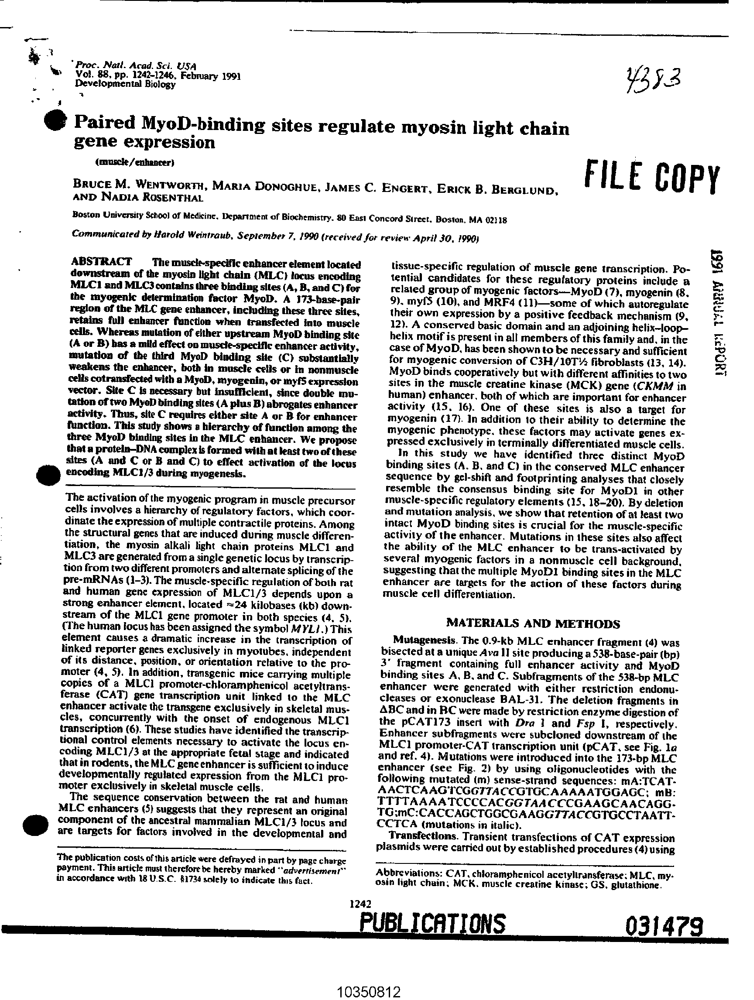 Proc. Natl. Acad. Sci. USA
Vol. 88, pp. 1242-1246, February 1991
Developmental Biology
4383
Paired MyoD-binding sites regulate myosin light chain
gene expression
(muscle/enhancer)
FILE COPY
BRUCE M. WENTWORTH, MARIA DONOGHUE, JAMES C. ENGERT, ERICK B. BERGLUND,
AND NADIA ROSENTHAL
Boston University School of Medicine, Department of Biochemistry, 80 East Concord Street, Boston, MA 02118
Communicated by Harold Weintraub, September 7, 1990 (received for review April 30, 1990)
ABSTRACT The muscle-specific enhancer element located
downstream of the myosin light chain (MLC) locus encoding
MLC1 and MLC3 contains three binding sites (A, B, and C) for
the myogenic determination factor MyoD. A 173-base-pair
region of the MLC gene enhancer, including these three sites,
retains full enhancer function when transfected into muscle
cells. Whereas mutation of either upstream MyoD binding site
(A or B) has a mild effect on muscle-specific enhancer activity,
mutation of the third MyoD binding site (C) substantially
weakens the enhancer, both in muscle cells or in nonmuscle
cells cotransfected with a MyoD, myogenin, or myf5 expression
vector. Site C is necessary but insufficient, since double mu-
tation of two MyoD binding sites (A plus B) abrogates enhancer
activity. Thus, site C requires either site A or B for enhancer
function. This study shows a hierarchy of function among the
three MyoD binding sites in the MLC enhancer. We propose
that a protein-DNA complex is formed with at least two of these
sites (A and C or B and C) to effect activation of the locus
encoding MLC1/3 during myogenesis.
The activation of the myogenic program in muscle precursor
cells involves a hierarchy of regulatory factors, which coor-
dinate the expression of multiple contractile proteins. Among
the structural genes that are induced during muscle differen-
tiation, the myosin alkali light chain proteins MLC1 and
MLC3 are generated from a single genetic locus by transcrip-
tion from two different promoters and alternate splicing of the
pre-mRNAs (1-3). The muscle-specific regulation of both rat
and human gene expression of MLC1/3 depends upon a
strong enhancer element, located ≈24 kilobases (kb) down-
stream of the MLC1 gene promoter in both species (4, 5).
(The human locus has been assigned the symbol MYL1.) This
element causes a dramatic increase in the transcription of
linked reporter genes exclusively in myotubes, independent
of its distance, position, or orientation relative to the pro-
moter (4, 5). In addition, transgenic mice carrying multiple
copies of a MLC1 promoter-chloramphenicol acetyltrans-
ferase (CAT) gene transcription unit linked to the MLC
enhancer activate the transgene exclusively in skeletal mus-
cles, concurrently with the onset of endogenous MLC1
transcription (6). These studies have identified the transcrip-
tional control elements necessary to activate the locus en-
coding MLC1/3 at the appropriate fetal stage and indicated
that in rodents, the MLC gene enhancer is sufficient to induce
developmentally regulated expression from the MLC1 pro-
moter exclusively in skeletal muscle cells.
The sequence conservation between the rat and human
MLC enhancers (5) suggests that they represent an original
component of the ancestral mammalian MLC1/3 locus and
are targets for factors involved in the developmental and
The publication costs of this article were defrayed in part by page charge
payment. This article must therefore be hereby marked "advertisement"
in accordance with 18 U.S.C. §1734 solely to indicate this fact.
tissue-specific regulation of muscle gene transcription. Po-
tential candidates for these regulatory proteins include a
related group of myogenic factors—MyoD (7), myogenin (8,
9), myf5 (10), and MRF4 (11)—some of which autoregulate
their own expression by a positive feedback mechanism (9,
12). A conserved basic domain and an adjoining helix-loop-
helix motif is present in all members of this family and, in the
case of MyoD, has been shown to be necessary and sufficient
for myogenic conversion of C3H/10T½ fibroblasts (13, 14).
MyoD binds cooperatively but with different affinities to two
sites in the muscle creatine kinase (MCK) gene (CKMM in
human) enhancer, both of which are important for enhancer
activity (15, 16). One of these sites is also a target for
myogenin (17). In addition to their ability to determine the
myogenic phenotype, these factors may activate genes ex-
pressed exclusively in terminally differentiated muscle cells.
In this study we have identified three distinct MyoD
binding sites (A, B, and C) in the conserved MLC enhancer
sequence by gel-shift and footprinting analyses that closely
resemble the consensus binding site for MyoD1 in other
muscle-specific regulatory elements (15, 18-20). By deletion
and mutation analysis, we show that retention of at least two
intact MyoD binding sites is crucial for the muscle-specific
activity of the enhancer. Mutations in these sites also affect
the ability of the MLC enhancer to be trans-activated by
several myogenic factors in a nonmuscle cell background,
suggesting that the multiple MyoD1 binding sites in the MLC
enhancer are targets for the action of these factors during
muscle cell differentiation.
MATERIALS AND METHODS
Mutagenesis. The 0.9-kb MLC enhancer fragment (4) was
bisected at a unique Ava II site producing a 538-base-pair (bp)
3' fragment containing full enhancer activity and MyoD
binding sites A, B, and C. Subfragments of the 538-bp MLC
enhancer were generated with either restriction endonu-
cleases or exonuclease BAL-31. The deletion fragments in
ΔBC and in BC were made by restriction enzyme digestion of
the pCAT173 insert with Dra I and Fsp I, respectively.
Enhancer subfragments were subcloned downstream of the
MLC1 promoter-CAT transcription unit (pCAT, see Fig. 1a
and ref. 4). Mutations were introduced into the 173-bp MLC
enhancer (see Fig. 2) by using oligonucleotides with the
following mutated (m) sense-strand sequences: mA:TCAT-
AACTCAAGTCGGTTACCGTGCAAAAATGGAGC; mB:
TTTTAAAATCCCCACGGTAACCCGAAGCAACAGG-
TG;mC:CACCAGCTGGCGAAGGTTACCGTGCCTAATT-
CCTCA (mutations in italic).
Transfections. Transient transfections of CAT expression
plasmids were carried out by established procedures (4) using
Abbreviations: CAT, chloramphenicol acetyltransferase; MLC, my-
osin light chain; MCK, muscle creatine kinase; GS, glutathione.
1991 ANNUAL REPORT
1242
PUBLICATIONS
031479
10350812